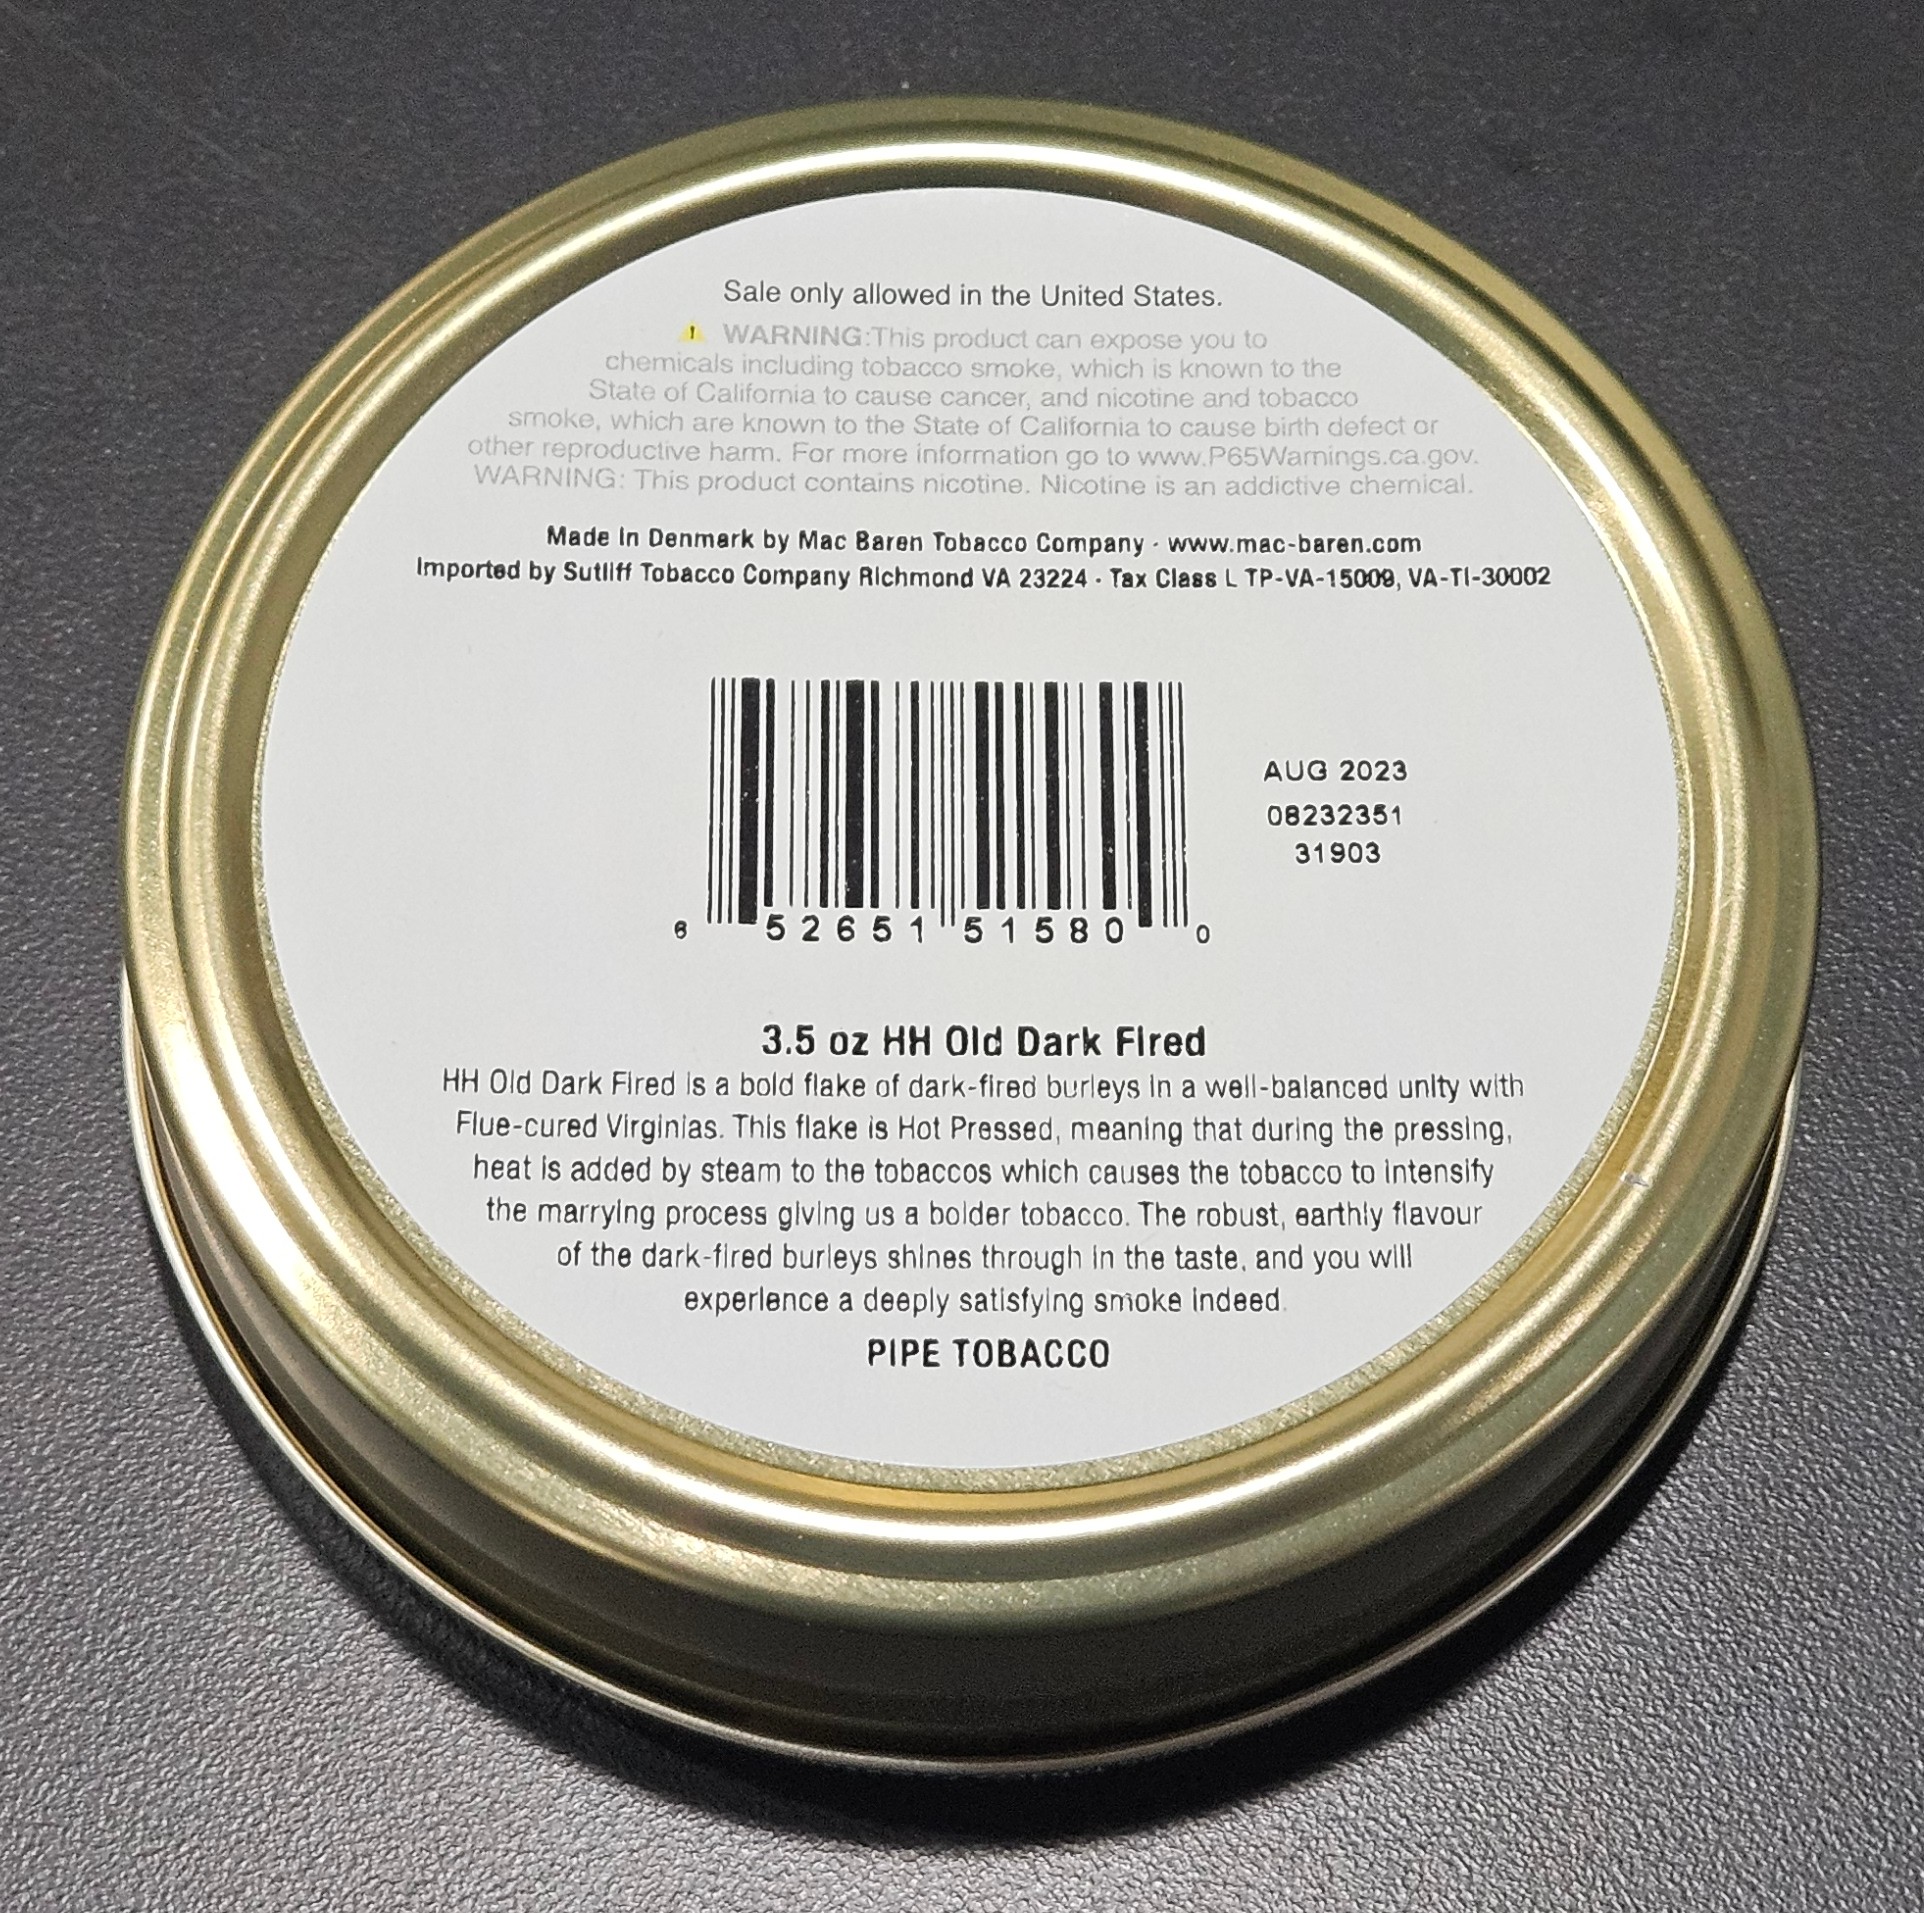 Sale only allowed in the United States.
WARNING:This product can expose you to
chemicals including tobacco smoke, which is known to the
State of California to cause cancer, and nicotine and tobacco
smoke, which are known to the State of California to cause birth defect or
other reproductive harm. For more information go to www.P65Warnings.ca.gov.
WARNING: This product contains nicotine. Nicotine is an addictive chemical.
Made in Denmark by Mac Baren Tobacco Company · www.mac-baren.com
Imported by Sutliff Tobacco Company Richmond VA 23224 · Tax Class L TP-VA-15009, VA-TI-30002
AUG 2023
08232351
31903
6 52651 51580 0
3.5 oz HH Old Dark Fired
HH Old Dark Fired is a bold flake of dark-fired burleys in a well-balanced unity with
Flue-cured Virginias. This flake is Hot Pressed, meaning that during the pressing,
heat is added by steam to the tobaccos which causes the tobacco to intensify
the marrying process giving us a bolder tobacco. The robust, earthly flavour
of the dark-fired burleys shines through in the taste, and you will
experience a deeply satisfying smoke indeed.
PIPE TOBACCO